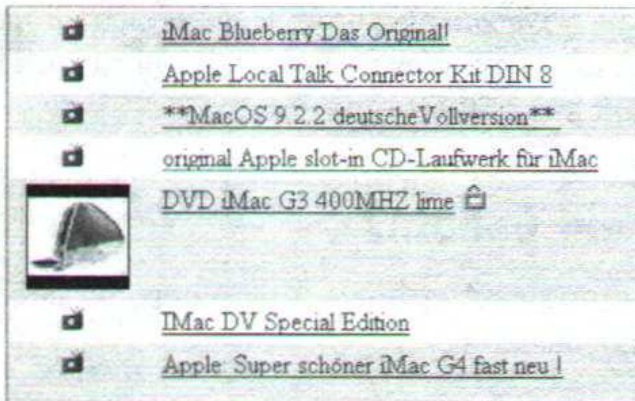 iMac Blueberry Das Original!
Apple Local Talk Connector Kit DIN 8
**MacOS 9.2.2 deutscheVollversion**
original Apple slot-in CD-Laufwerk für iMac
DVD iMac G3 400MHZ lime
IMac DV Special Edition
Apple: Super schöner iMac G4 fast neu !